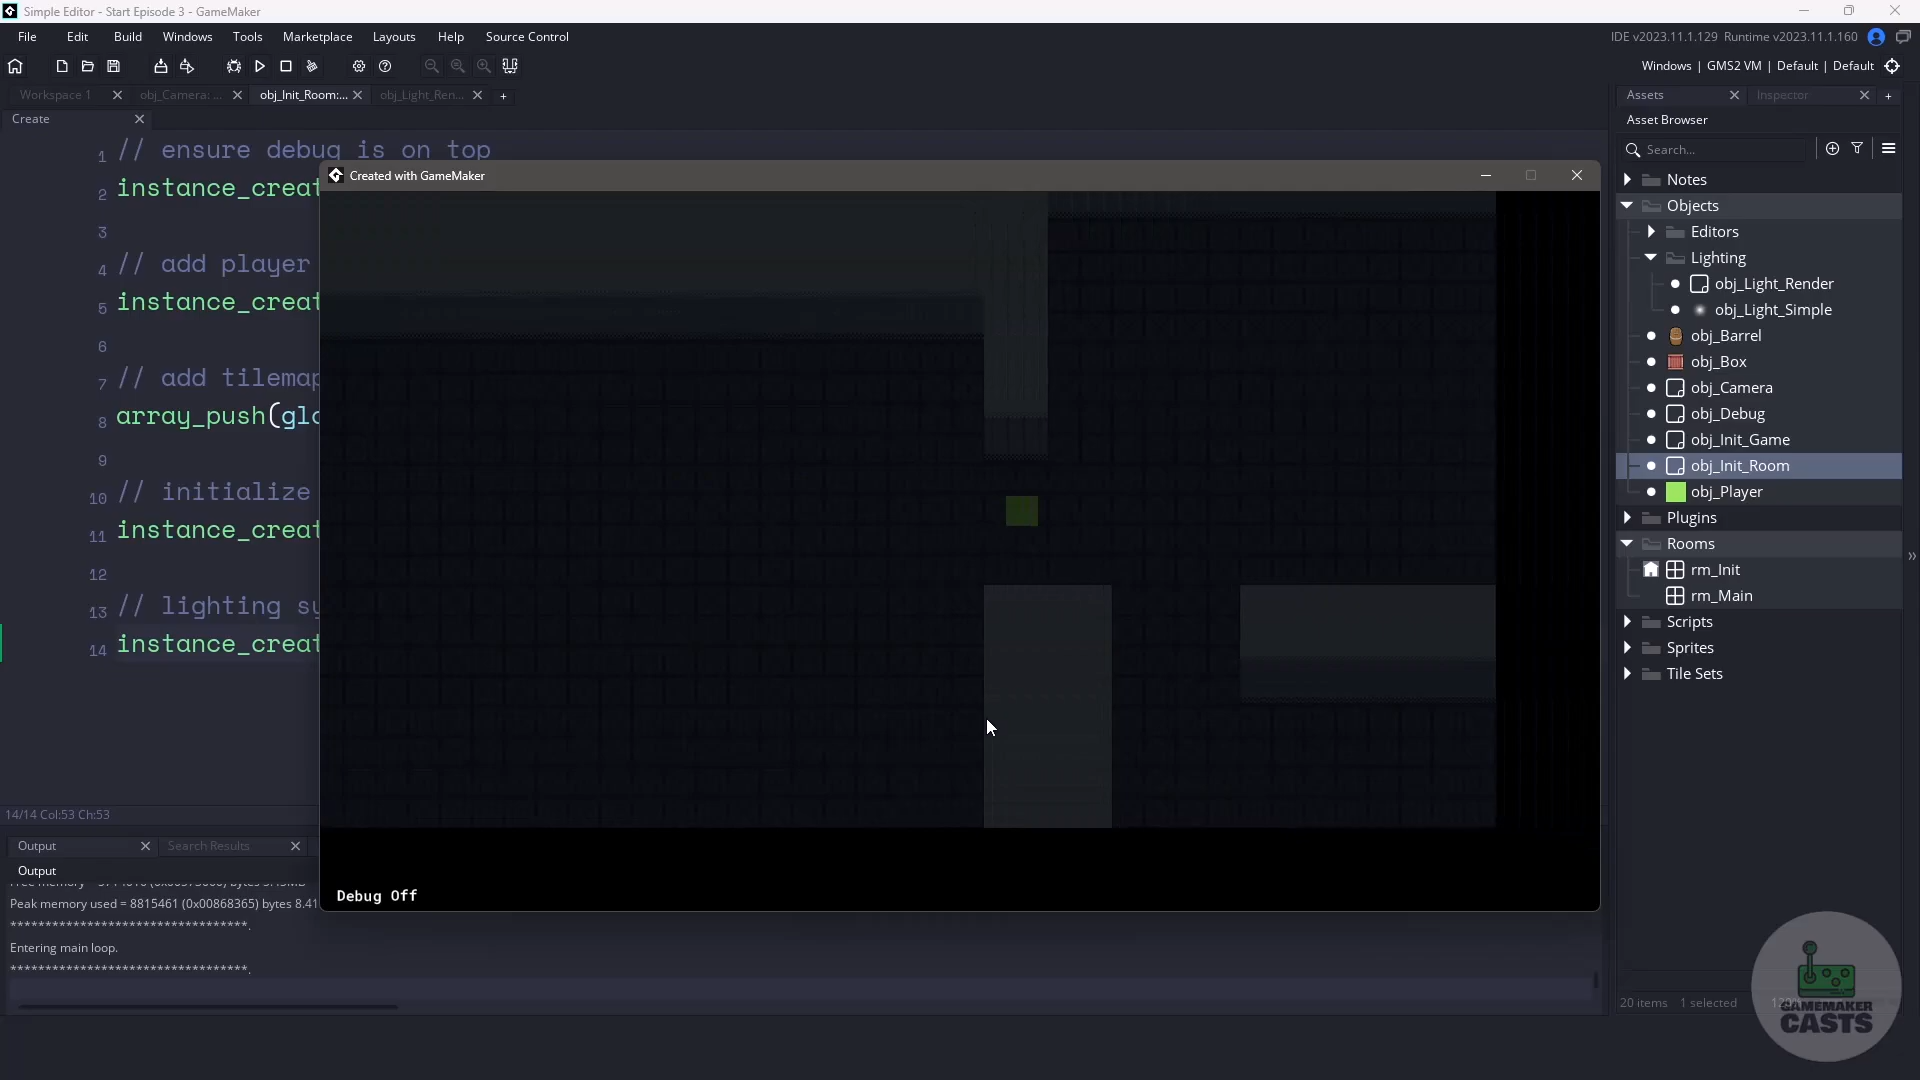 Simple Editor - Start Episode 3 - GameMaker
File Edit Build Windows Tools Marketplace Layouts Help Source Control
IDE v2023.11.1.129 Runtime v2023.11.1.160
Windows | GMS2 VM | Default | Default
Workspace 1
obj_Camera: ...
obj_Init_Room:...
obj_Light_Ren...
Create
1 // ensure debug is on top
2 instance_creat
3
4 // add player
5 instance_creat
6
7 // add tilemap
8 array_push(glo
9
10 // initialize
11 instance_creat
12
13 // lighting sy
14 instance_creat
14/14 Col:53 Ch:53
Created with GameMaker
Debug Off
Output
Search Results
Output
Peak memory used = 8815461 (0x00868365) bytes 8.41
*********************************.
Entering main loop.
*********************************.
Assets
Inspector
Asset Browser
Search...
Notes
Objects
Editors
Lighting
obj_Light_Render
obj_Light_Simple
obj_Barrel
obj_Box
obj_Camera
obj_Debug
obj_Init_Game
obj_Init_Room
obj_Player
Plugins
Rooms
rm_Init
rm_Main
Scripts
Sprites
Tile Sets
20 items 1 selected
GAMEMAKER
CASTS